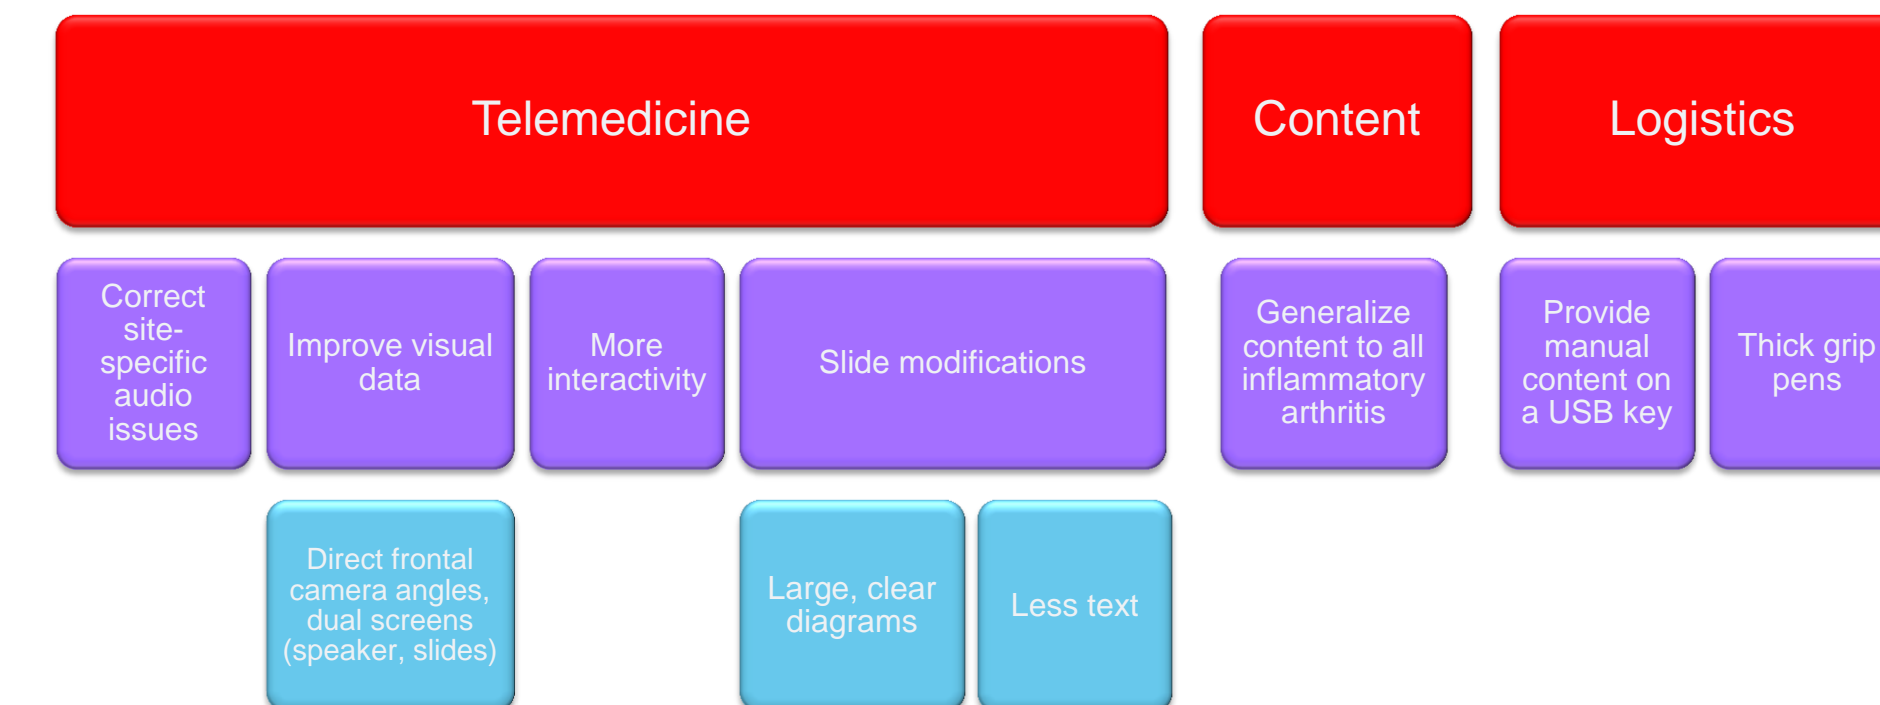 Telemedicine
Content
Logistics
Correct
site-
specific
audio
issues
Improve visual
data
More
interactivity
Slide modifications
Generalize
content to all
inflammatory
arthritis
Provide
manual
content on
a USB key
Thick grip
pens
Direct frontal
camera angles,
dual screens
(speaker, slides)
Large, clear
diagrams
Less text